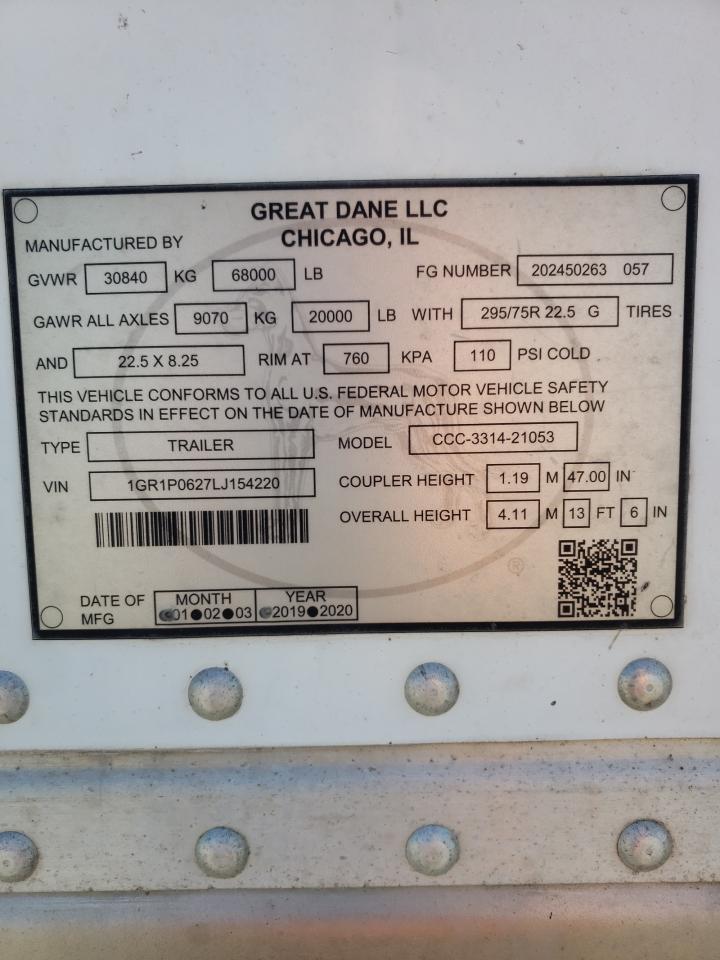 GREAT DANE LLC
MANUFACTURED BY CHICAGO, IL
GVWR 30840 KG 68000 LB FG NUMBER 202450263 057
GAWR ALL AXLES 9070 KG 20000 LB WITH 295/75R 22.5 G TIRES
AND 22.5 X 8.25 RIM AT 760 KPA 110 PSI COLD
THIS VEHICLE CONFORMS TO ALL U.S. FEDERAL MOTOR VEHICLE SAFETY
STANDARDS IN EFFECT ON THE DATE OF MANUFACTURE SHOWN BELOW
TYPE TRAILER MODEL CCC-3314-21053
VIN 1GR1P0627LJ154220 COUPLER HEIGHT 1.19 M 47.00 IN
OVERALL HEIGHT 4.11 M 13 FT 6 IN
®
DATE OF MFG MONTH YEAR
01 02 03 2019 2020